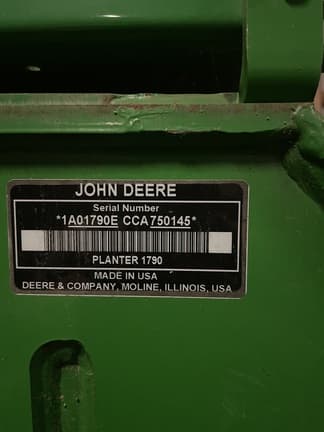 JOHN DEERE
Serial Number
*1A01790E CCA750145*
PLANTER 1790
MADE IN USA
DEERE & COMPANY, MOLINE, ILLINOIS, USA